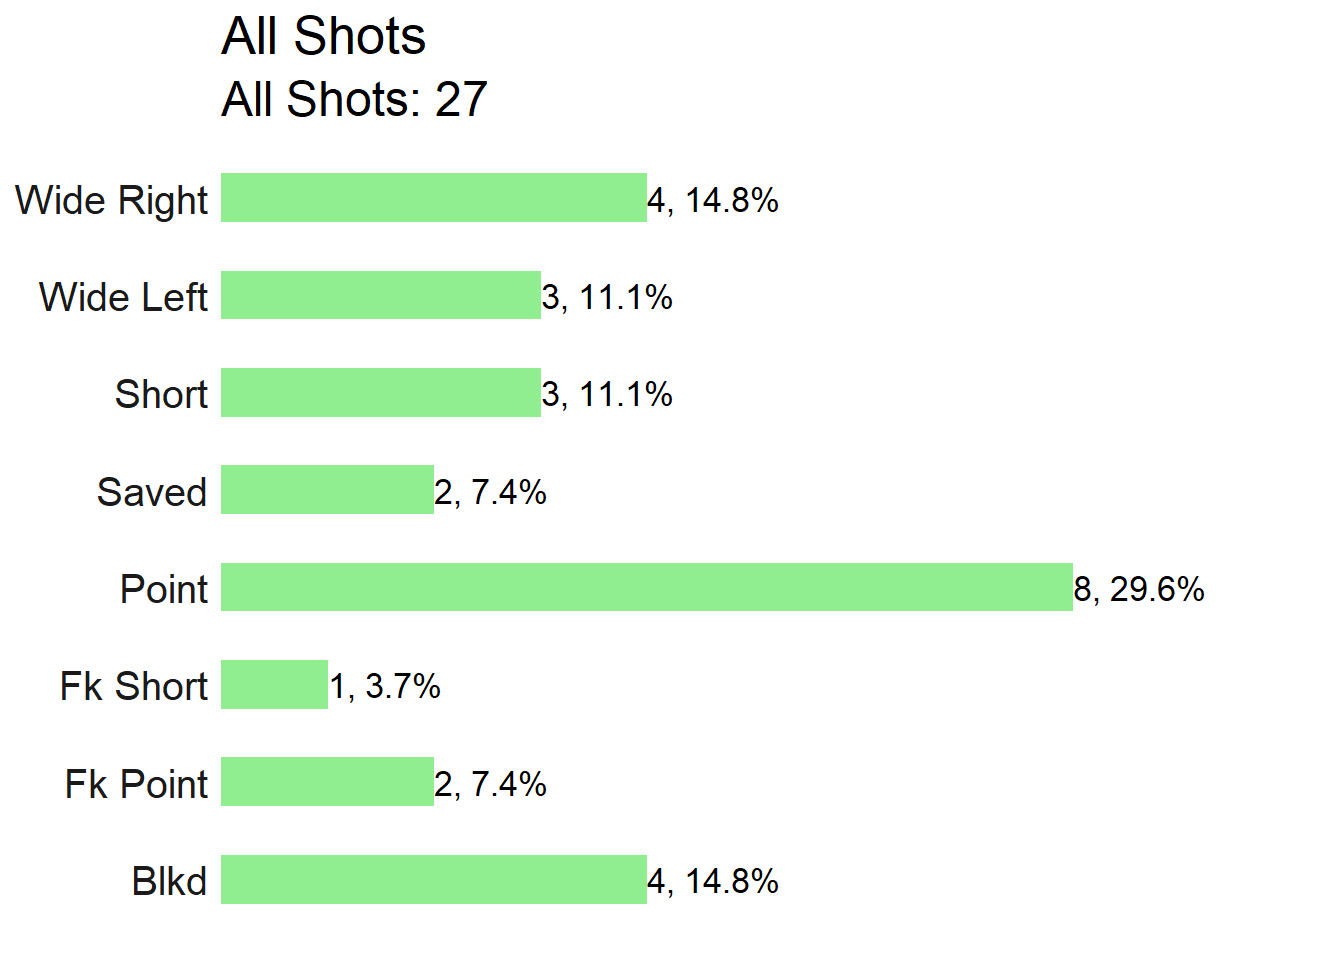 All Shots
All Shots: 27
Wide Right 4, 14.8%
Wide Left 3, 11.1%
Short 3, 11.1%
Saved 2, 7.4%
Point 8, 29.6%
Fk Short 1, 3.7%
Fk Point 2, 7.4%
Blkd 4, 14.8%